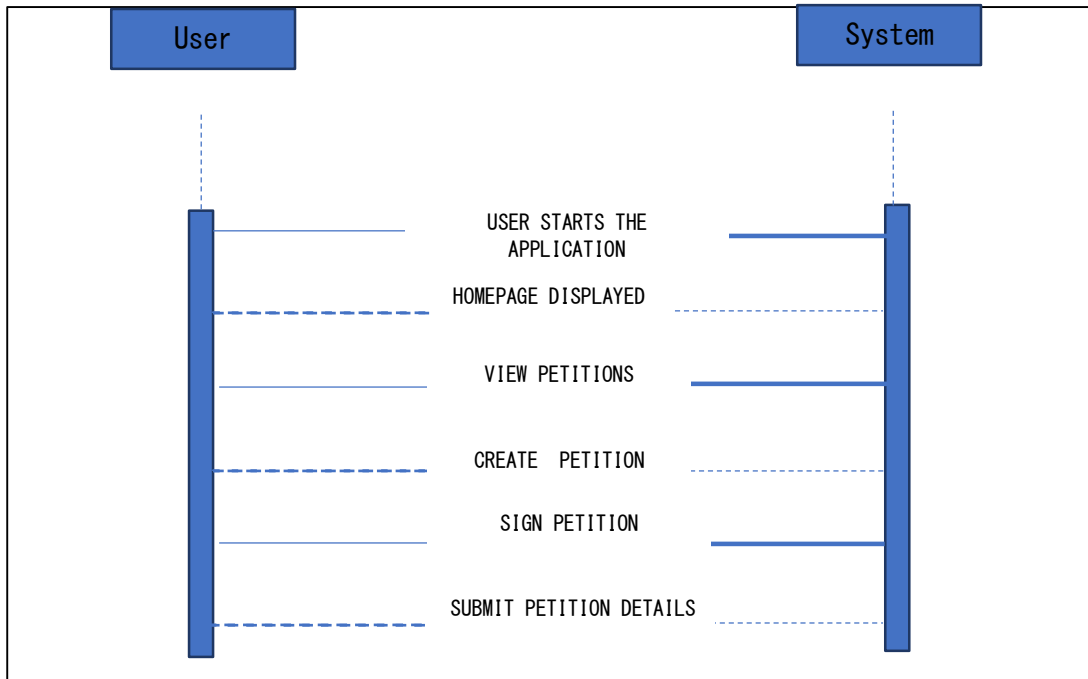 User
System
USER STARTS THE
APPLICATION
HOMEPAGE DISPLAYED
VIEW PETITIONS
CREATE  PETITION
SIGN PETITION
SUBMIT PETITION DETAILS